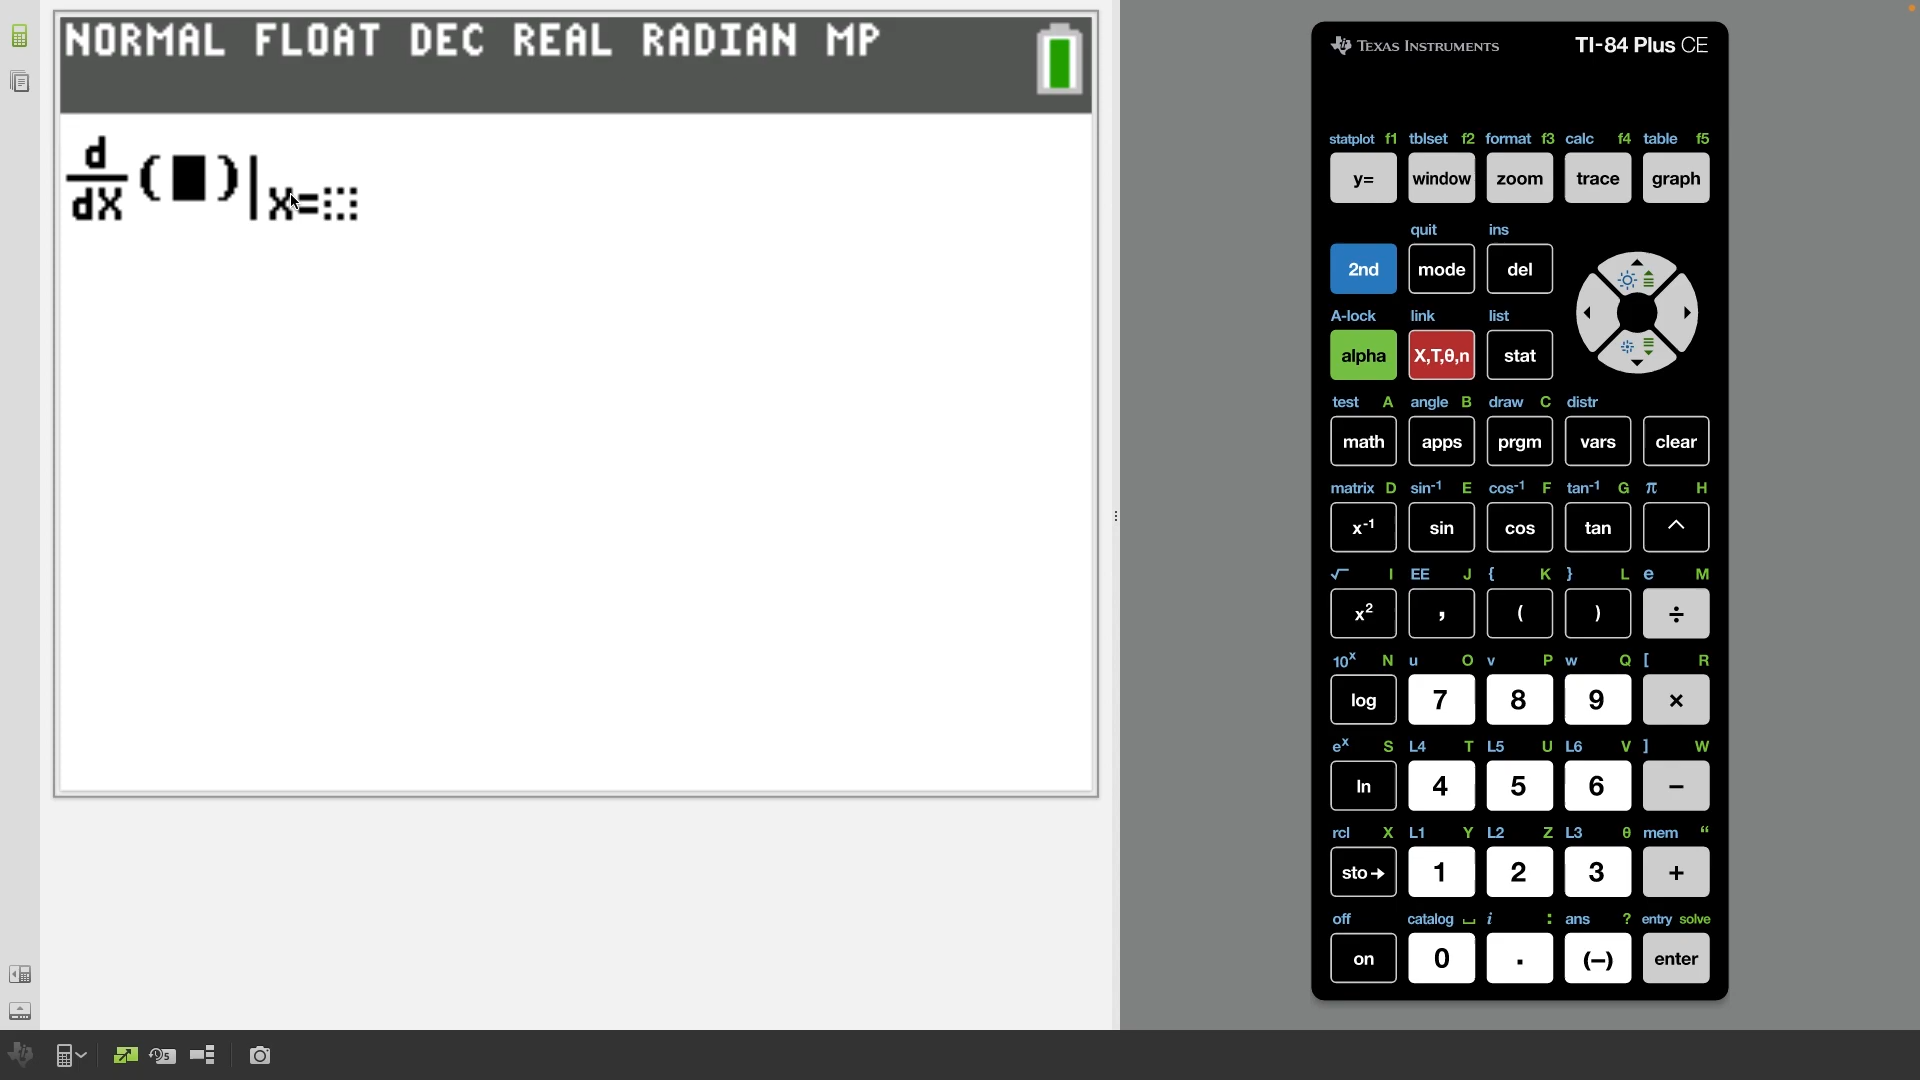 NORMAL FLOAT DEC REAL RADIAN MP
d
dX
( )|
X=
TEXAS INSTRUMENTS
TI-84 Plus CE
statplot f1 tblset f2 format f3 calc f4 table f5
y= window zoom trace graph
quit ins
2nd mode del
A-lock link list
alpha X,T,θ,n stat
test A angle B draw C distr
math apps prgm vars clear
matrix D sin⁻¹ E cos⁻¹ F tan⁻¹ G π H
x⁻¹ sin cos tan ^
√ I EE J { K } L e M
x² , ( ) ÷
10ˣ N u O v P w Q [ R
log 7 8 9 ×
eˣ S L4 T L5 U L6 V ] W
ln 4 5 6 −
rcl X L1 Y L2 Z L3 θ mem “
sto→ 1 2 3 +
off catalog ⎵ i : ans ? entry solve
on 0 . (–) enter